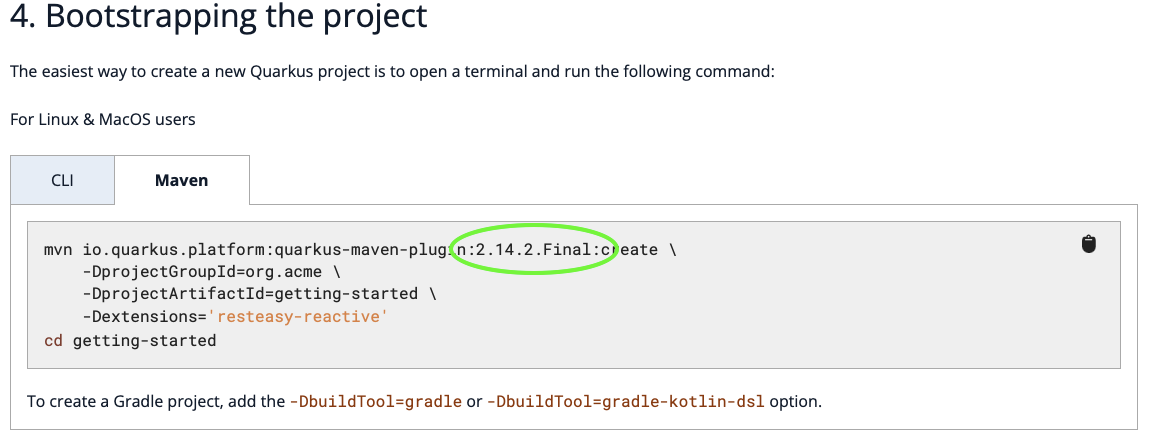 4. Bootstrapping the project
The easiest way to create a new Quarkus project is to open a terminal and run the following command:
For Linux & MacOS users
CLI
Maven
mvn io.quarkus.platform:quarkus-maven-plugin:2.14.2.Final:create \
    -DprojectGroupId=org.acme \
    -DprojectArtifactId=getting-started \
    -Dextensions='resteasy-reactive'
cd getting-started
To create a Gradle project, add the -DbuildTool=gradle or -DbuildTool=gradle-kotlin-dsl option.